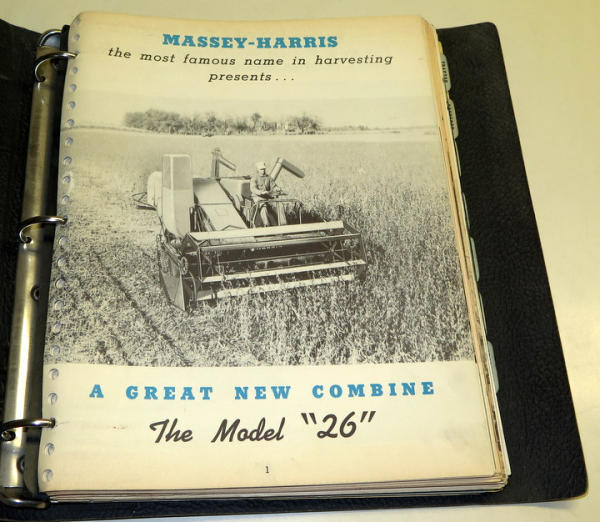 MASSEY-HARRIS
the most famous name in harvesting
presents...
A GREAT NEW COMBINE
The Model "26"
1